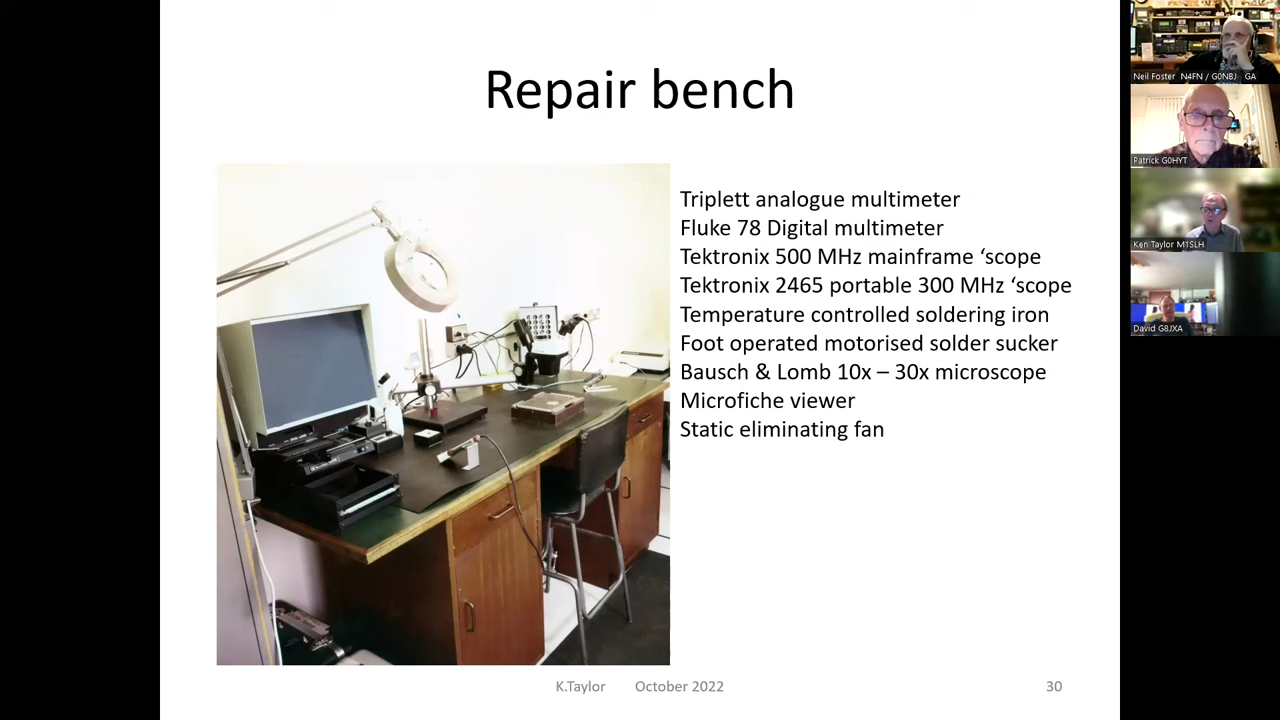 Repair bench
Triplett analogue multimeter
Fluke 78 Digital multimeter
Tektronix 500 MHz mainframe ‘scope
Tektronix 2465 portable 300 MHz ‘scope
Temperature controlled soldering iron
Foot operated motorised solder sucker
Bausch & Lomb 10x – 30x microscope
Microfiche viewer
Static eliminating fan
K.Taylor October 2022
30
Neil Foster N4FN / G0NBJ GA
Patrick G0HYT
Ken Taylor M1SLH
David G8JXA